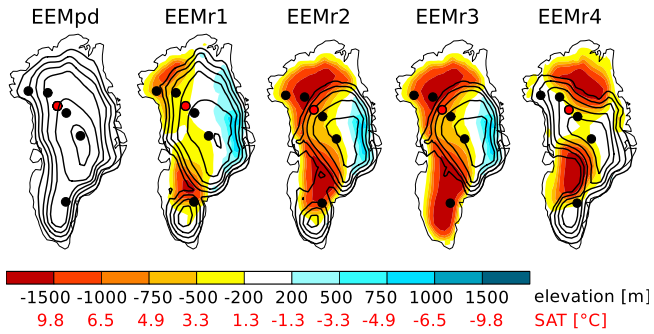 EEMpd EEMr1 EEMr2 EEMr3 EEMr4
-1500 -1000 -750 -500 -200 200 500 750 1000 1500 elevation [m]
9.8 6.5 4.9 3.3 1.3 -1.3 -3.3 -4.9 -6.5 -9.8 SAT [°C]